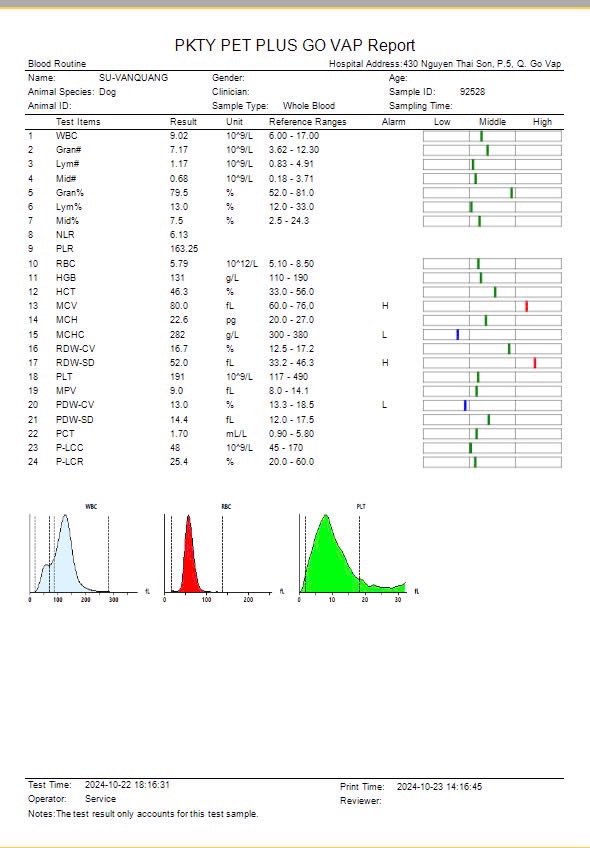 PKTY PET PLUS GO VAP Report
Blood Routine Hospital Address:430 Nguyen Thai Son, P.5, Q. Go Vap
Name: SU-VANQUANG Gender: Age:
Animal Species: Dog Clinician: Sample ID: 92528
Animal ID: Sample Type: Whole Blood Sampling Time:
Test Items Result Unit Reference Ranges Alarm Low Middle High
1 WBC 9.02 10^9/L 6.00 - 17.00
2 Gran# 7.17 10^9/L 3.62 - 12.30
3 Lym# 1.17 10^9/L 0.83 - 4.91
4 Mid# 0.68 10^9/L 0.18 - 3.71
5 Gran% 79.5 % 52.0 - 81.0
6 Lym% 13.0 % 12.0 - 33.0
7 Mid% 7.5 % 2.5 - 24.3
8 NLR 6.13
9 PLR 163.25
10 RBC 5.79 10^12/L 5.10 - 8.50
11 HGB 131 g/L 110 - 190
12 HCT 46.3 % 33.0 - 56.0
13 MCV 80.0 fL 60.0 - 76.0 H
14 MCH 22.6 pg 20.0 - 27.0
15 MCHC 282 g/L 300 - 380 L
16 RDW-CV 16.7 % 12.5 - 17.2
17 RDW-SD 52.0 fL 33.2 - 46.3 H
18 PLT 191 10^9/L 117 - 490
19 MPV 9.0 fL 8.0 - 14.1
20 PDW-CV 13.0 % 13.3 - 18.5 L
21 PDW-SD 14.4 fL 12.0 - 17.5
22 PCT 1.70 mL/L 0.90 - 5.80
23 P-LCC 48 10^9/L 45 - 170
24 P-LCR 25.4 % 20.0 - 60.0
WBC RBC PLT
0 100 200 300 fL 0 100 200 fL 0 10 20 30 fL
Test Time: 2024-10-22 18:16:31 Print Time: 2024-10-23 14:16:45
Operator: Service Reviewer:
Notes:The test result only accounts for this test sample.